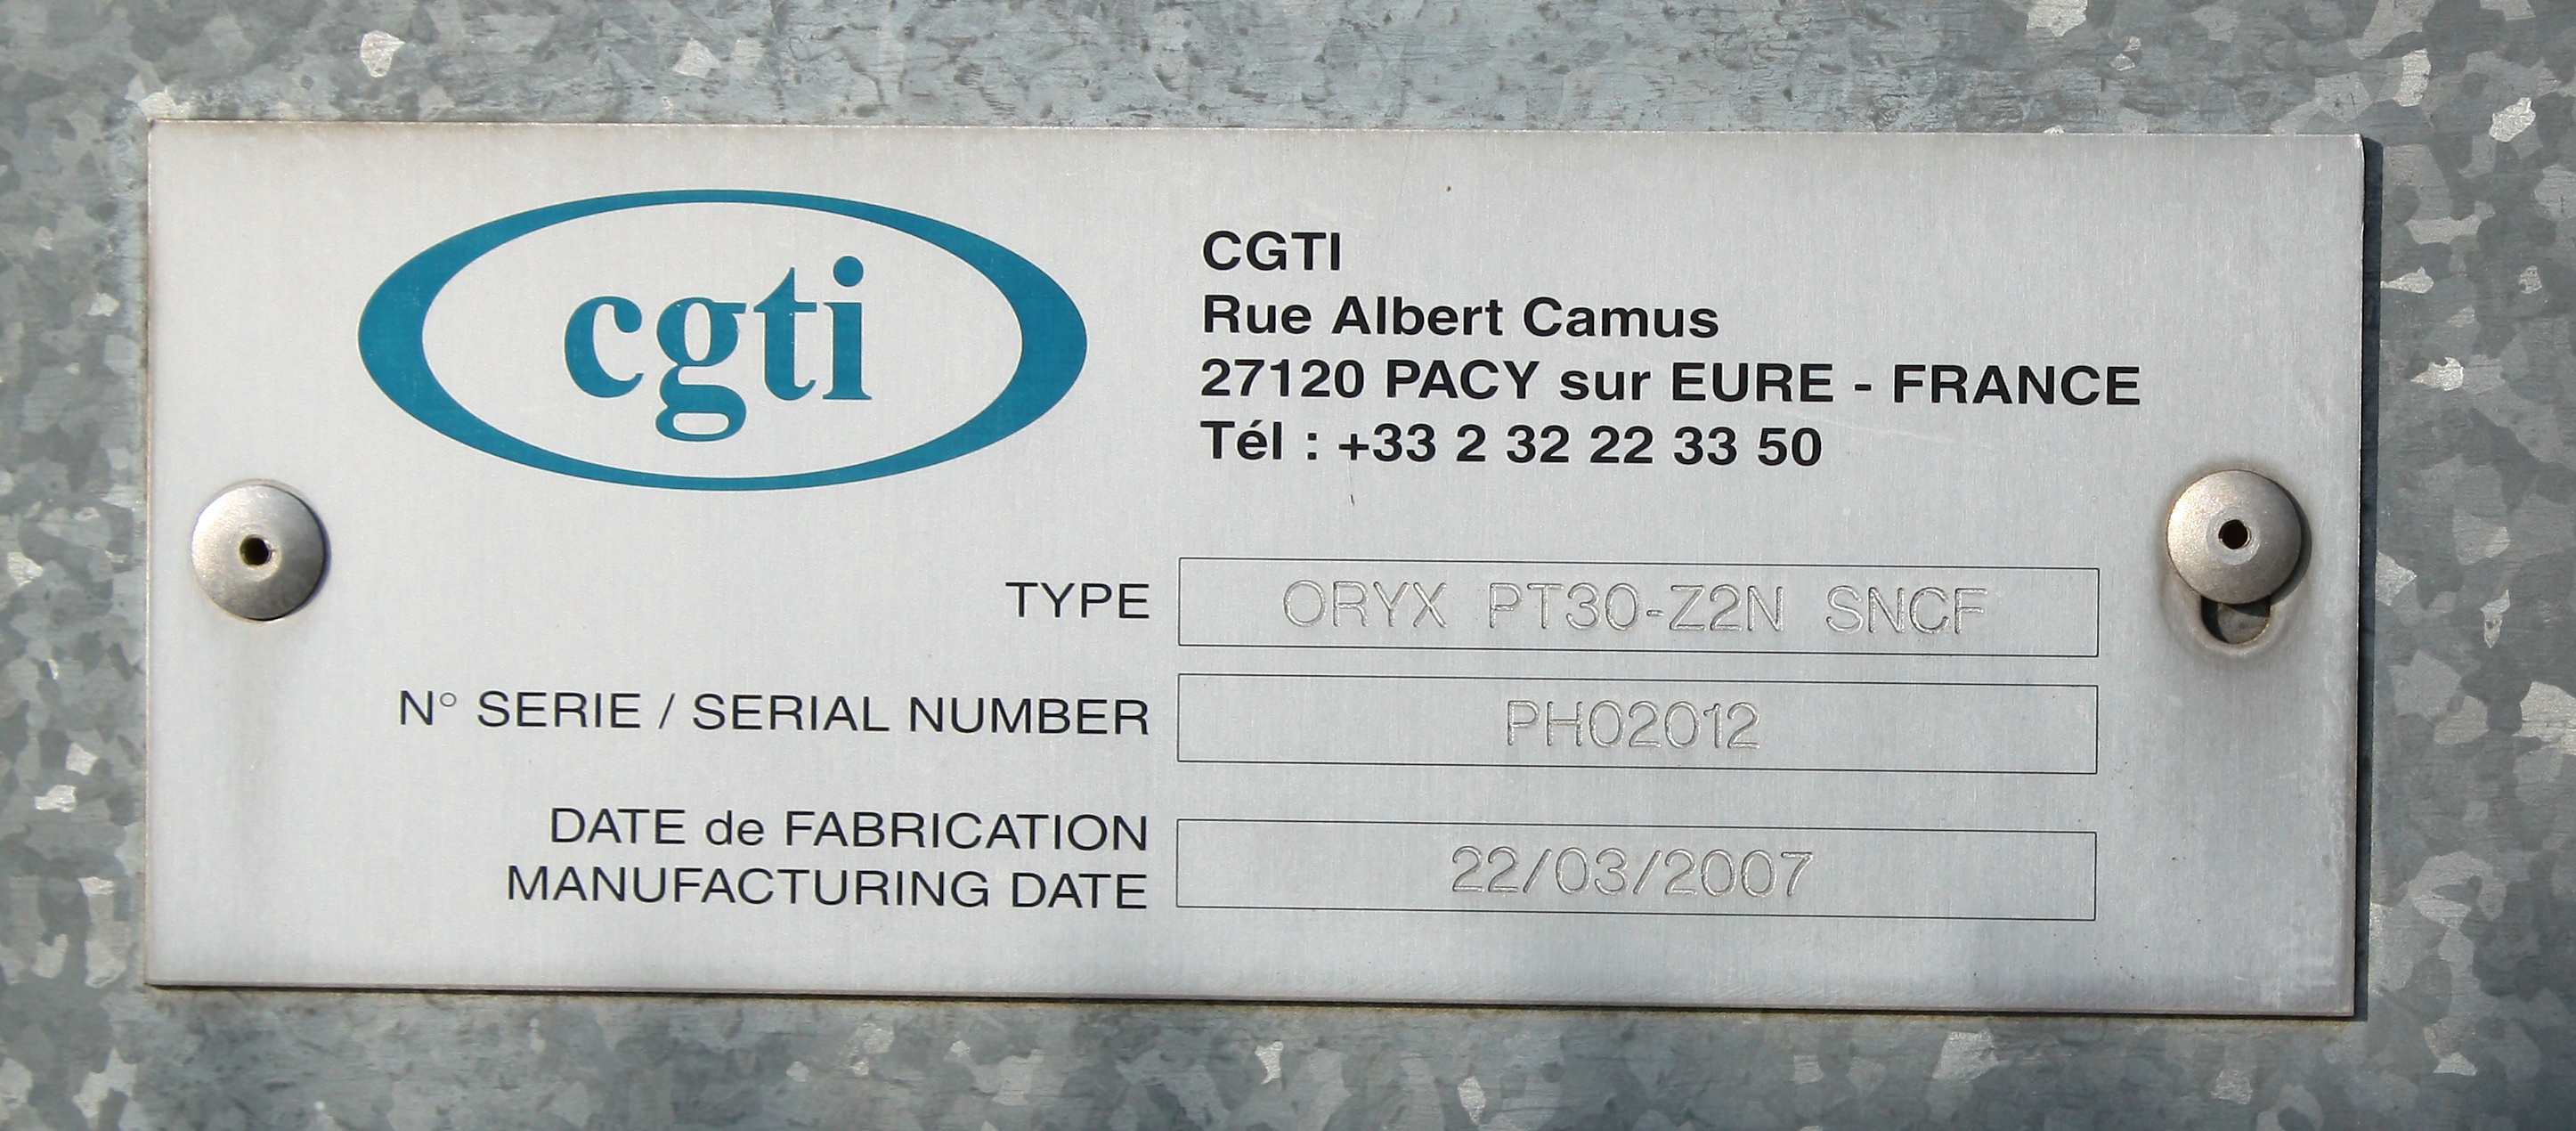 cgti
CGTI
Rue Albert Camus
27120 PACY sur EURE - FRANCE
Tél : +33 2 32 22 33 50
TYPE ORYX PT30-Z2N SNCF
N° SERIE / SERIAL NUMBER PH02012
DATE de FABRICATION
MANUFACTURING DATE 22/03/2007